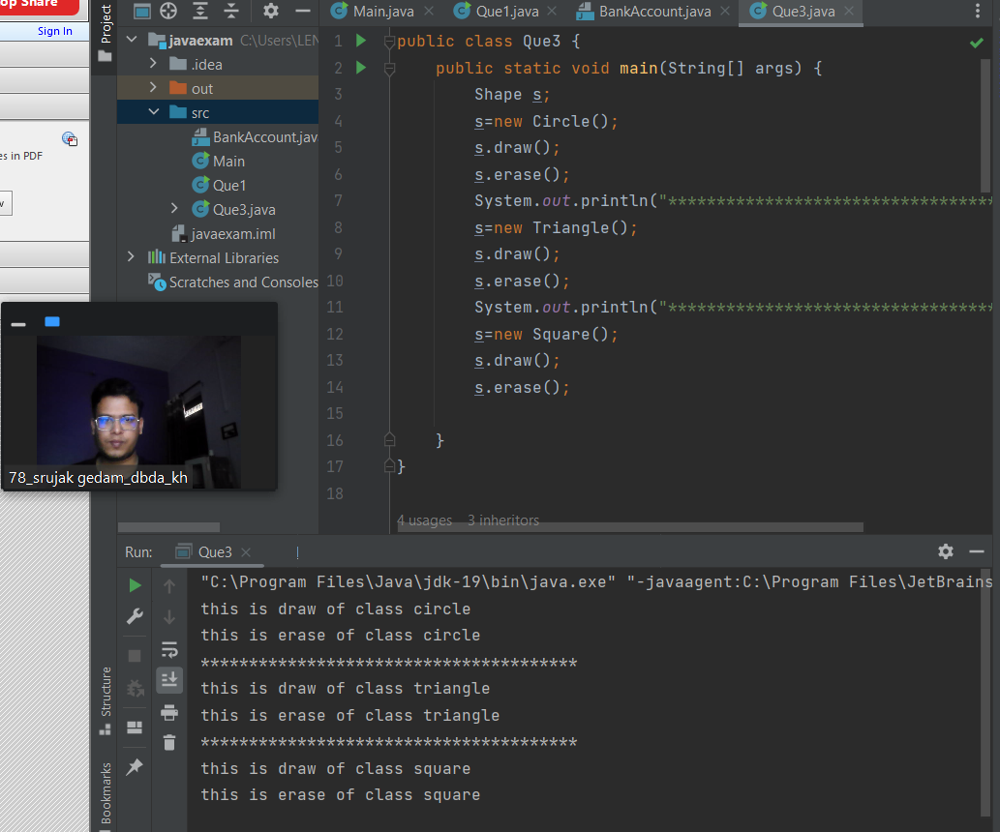 op Share
Sign In
es in PDF
Project
javaexam C:\Users\LEN
.idea
out
src
BankAccount.jav
Main
Que1
Que3.java
javaexam.iml
External Libraries
Scratches and Consoles
78_srujak gedam_dbda_kh
Main.java Que1.java BankAccount.java Que3.java
1 public class Que3 {
2 public static void main(String[] args) {
3 Shape s;
4 s=new Circle();
5 s.draw();
6 s.erase();
7 System.out.println("**********************************
8 s=new Triangle();
9 s.draw();
10 s.erase();
11 System.out.println("**********************************
12 s=new Square();
13 s.draw();
14 s.erase();
15
16 }
17 }
18
4 usages 3 inheritors
Run: Que3
"C:\Program Files\Java\jdk-19\bin\java.exe" "-javaagent:C:\Program Files\JetBrains
this is draw of class circle
this is erase of class circle
***************************************
this is draw of class triangle
this is erase of class triangle
***************************************
this is draw of class square
this is erase of class square
Structure
Bookmarks